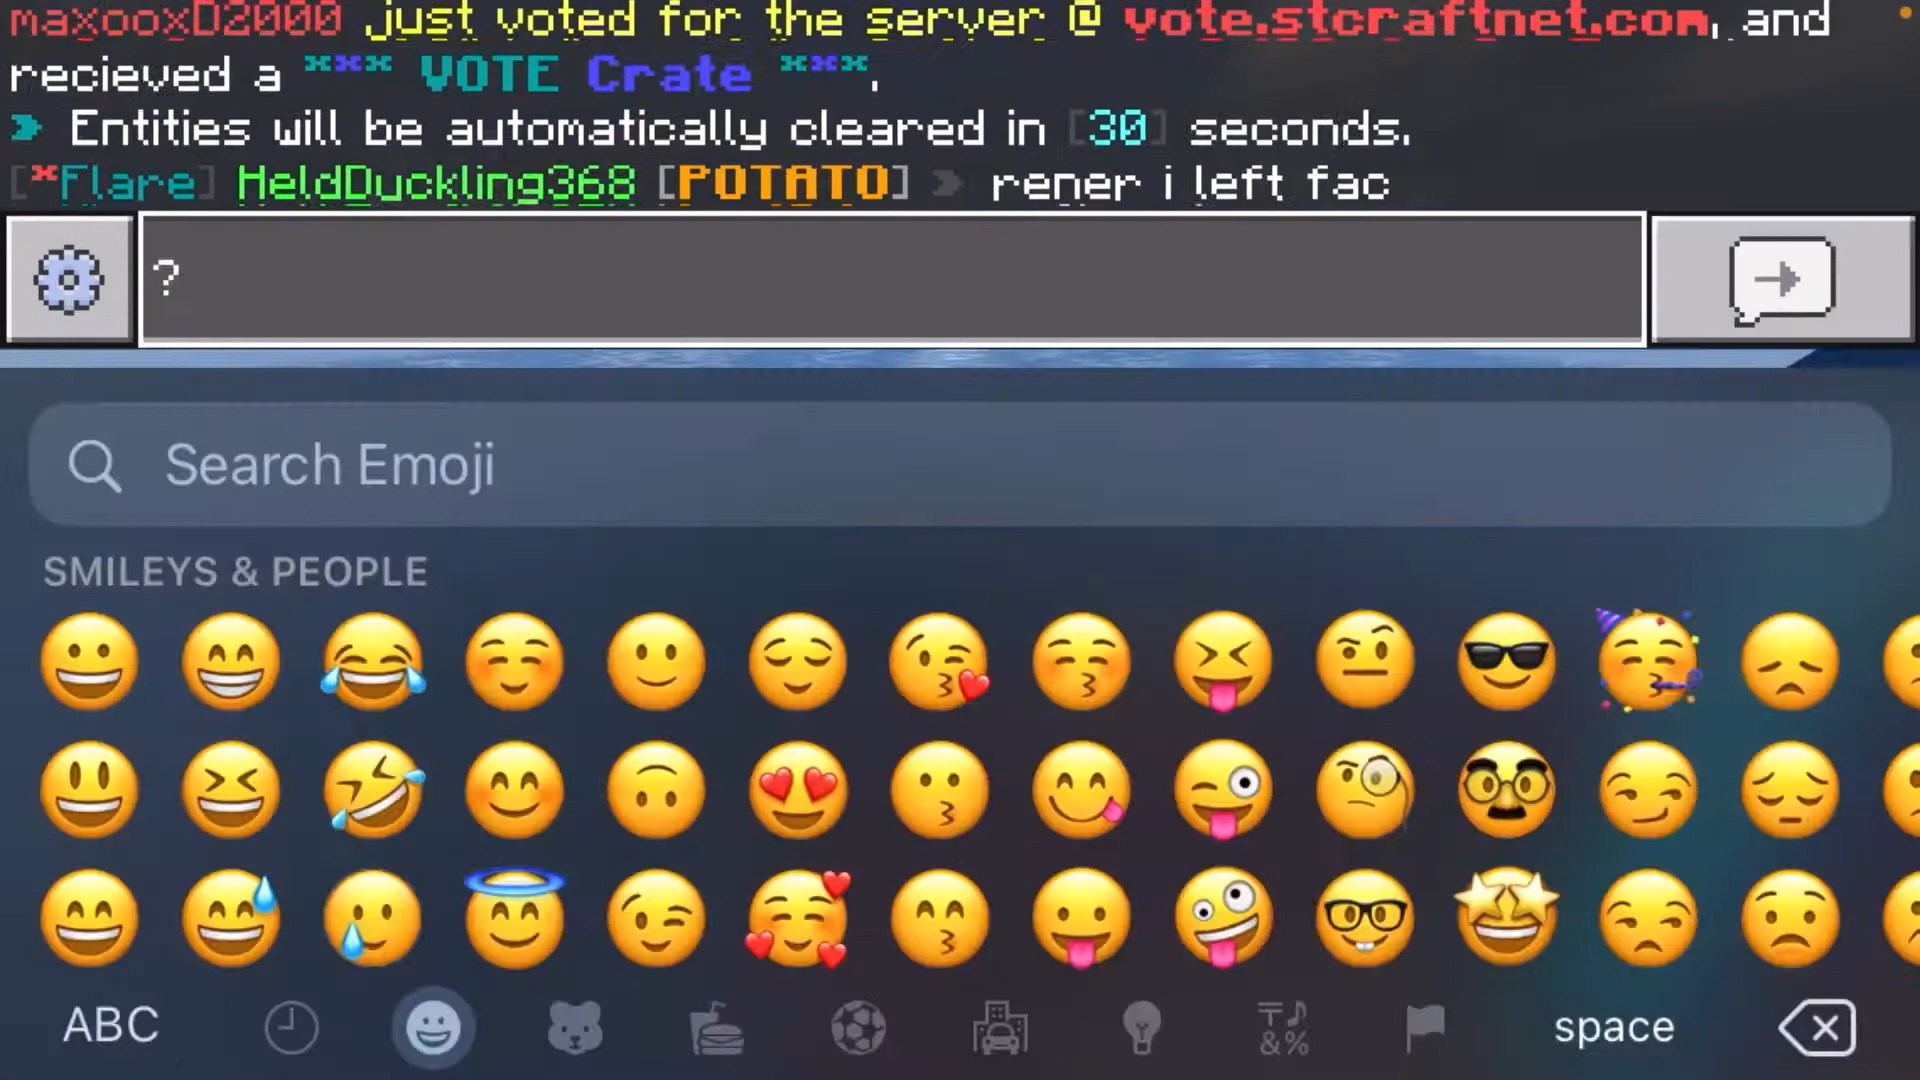 maxooxD2000 just voted for the server @ vote.stcraftnet.com, and
recieved a *** VOTE Crate ***.
Entities will be automatically cleared in [30] seconds.
[*Flare] HeldDuckling368 [POTATO] rener i left fac
?
Search Emoji
SMILEYS & PEOPLE
ABC
space